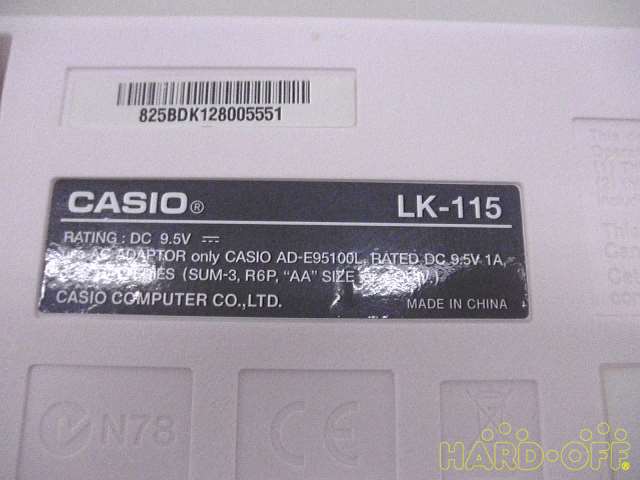 825BDK128005551
CASIO® LK-115
RATING : DC 9.5V ⎓
AC ADAPTOR only CASIO AD-E95100L, RATED DC 9.5V 1A,
(SUM-3, R6P, “AA” SIZE
CASIO COMPUTER CO.,LTD. MADE IN CHINA
N78
CE
HARD·OFF